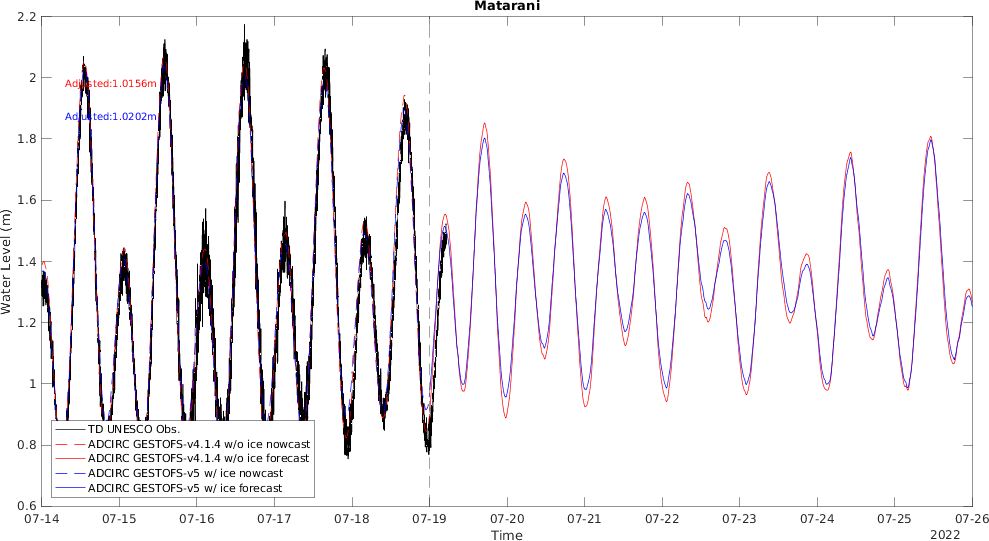 Matarani
2.2
2
1.8
1.6
1.4
1.2
1
0.8
0.6
Water Level (m)
Adjusted:1.0156m
Adjusted:1.0202m
TD UNESCO Obs.
ADCIRC GESTOFS-v4.1.4 w/o ice nowcast
ADCIRC GESTOFS-v4.1.4 w/o ice forecast
ADCIRC GESTOFS-v5 w/ ice nowcast
ADCIRC GESTOFS-v5 w/ ice forecast
07-14 07-15 07-16 07-17 07-18 07-19 07-20 07-21 07-22 07-23 07-24 07-25 07-26
Time
2022